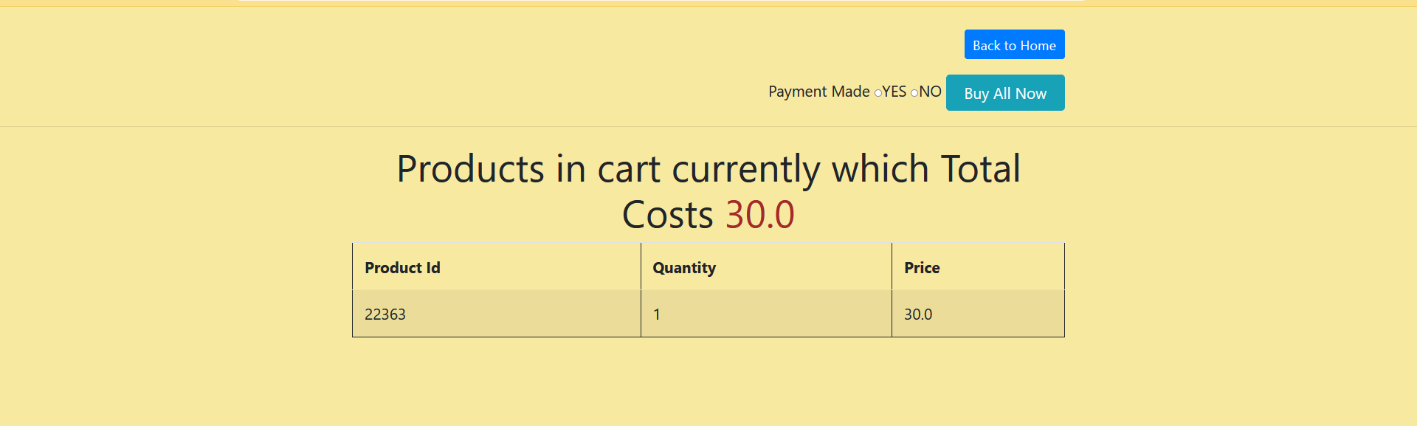 Back to Home
Payment Made YES NO Buy All Now
Products in cart currently which Total
Costs 30.0
Product Id Quantity Price
22363 1 30.0